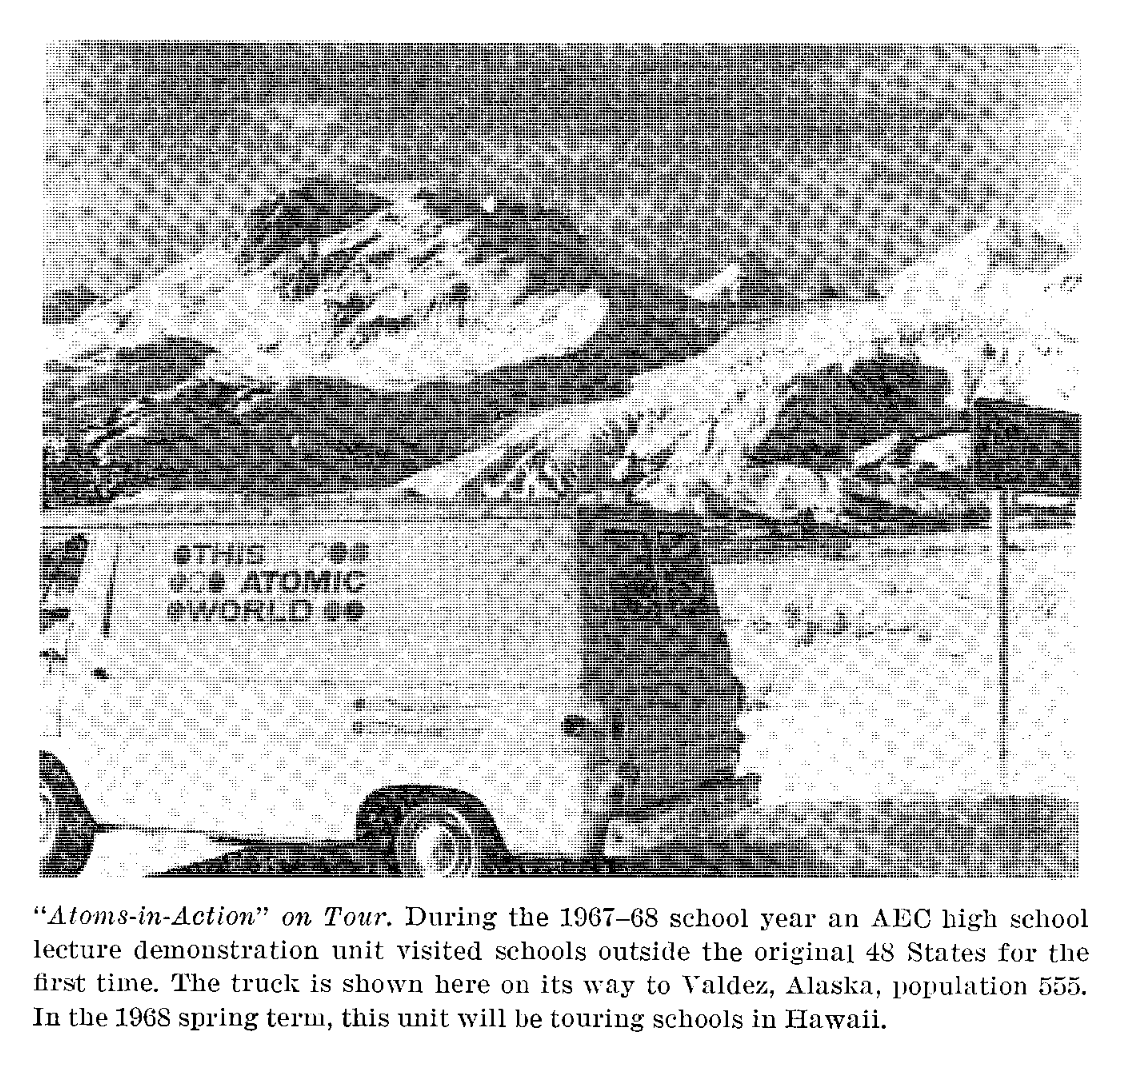 THIS
ATOMIC
WORLD
“Atoms-in-Action” on Tour. During the 1967–68 school year an AEC high school
lecture demonstration unit visited schools outside the original 48 States for the
first time. The truck is shown here on its way to Valdez, Alaska, population 555.
In the 1968 spring term, this unit will be touring schools in Hawaii.